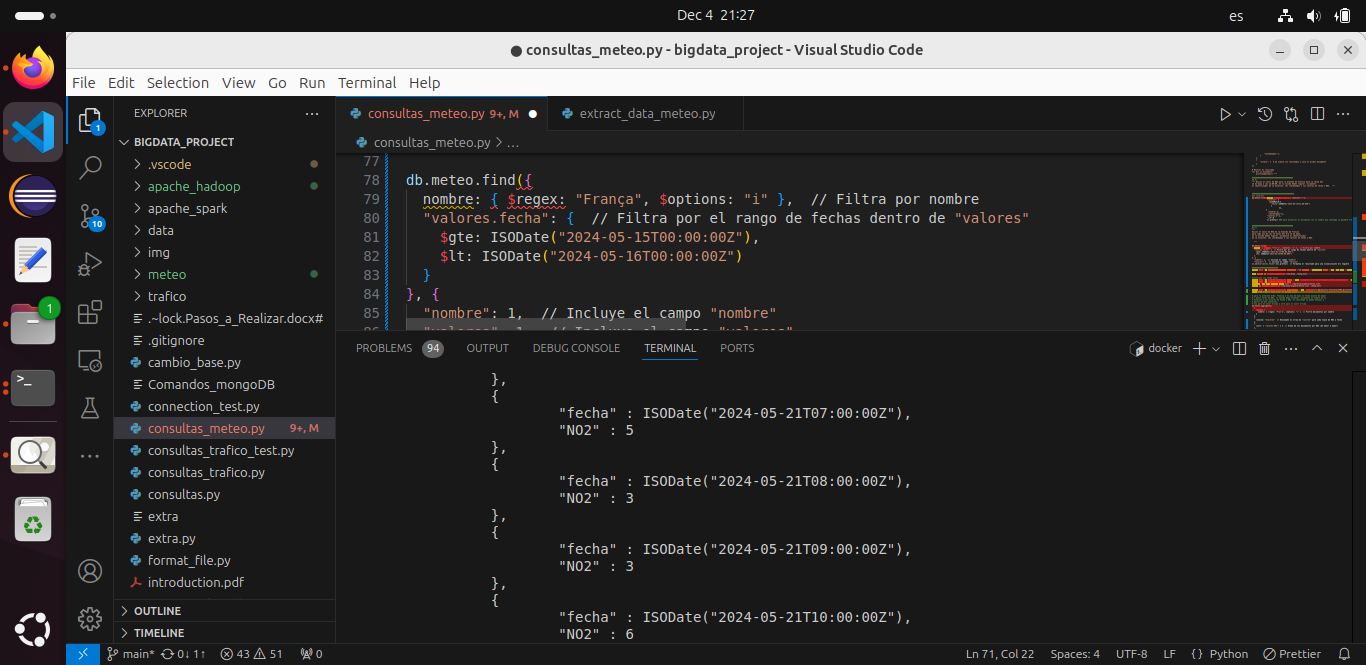 Dec 4 21:27
es
consultas_meteo.py - bigdata_project - Visual Studio Code
File Edit Selection View Go Run Terminal Help
EXPLORER
BIGDATA_PROJECT
.vscode
apache_hadoop
apache_spark
data
img
meteo
trafico
.~lock.Pasos_a_Realizar.docx#
.gitignore
cambio_base.py
Comandos_mongoDB
connection_test.py
consultas_meteo.py 9+, M
consultas_trafico_test.py
consultas_trafico.py
consultas.py
extra
extra.py
format_file.py
introduction.pdf
OUTLINE
TIMELINE
1
10
1
consultas_meteo.py 9+, M
extract_data_meteo.py
consultas_meteo.py > ...
77
78 db.meteo.find({
79 nombre: { $regex: "França", $options: "i" }, // Filtra por nombre
80 "valores.fecha": { // Filtra por el rango de fechas dentro de "valores"
81 $gte: ISODate("2024-05-15T00:00:00Z"),
82 $lt: ISODate("2024-05-16T00:00:00Z")
83 }
84 }, {
85 "nombre": 1, // Incluye el campo "nombre"
86 "valores": 1 // Incluye el campo "valores"
PROBLEMS 94 OUTPUT DEBUG CONSOLE TERMINAL PORTS
docker
},
{
"fecha" : ISODate("2024-05-21T07:00:00Z"),
"NO2" : 5
},
{
"fecha" : ISODate("2024-05-21T08:00:00Z"),
"NO2" : 3
},
{
"fecha" : ISODate("2024-05-21T09:00:00Z"),
"NO2" : 3
},
{
"fecha" : ISODate("2024-05-21T10:00:00Z"),
"NO2" : 6
main* 0↓ 1↑ 43 51 0
Ln 71, Col 22 Spaces: 4 UTF-8 LF { } Python Prettier